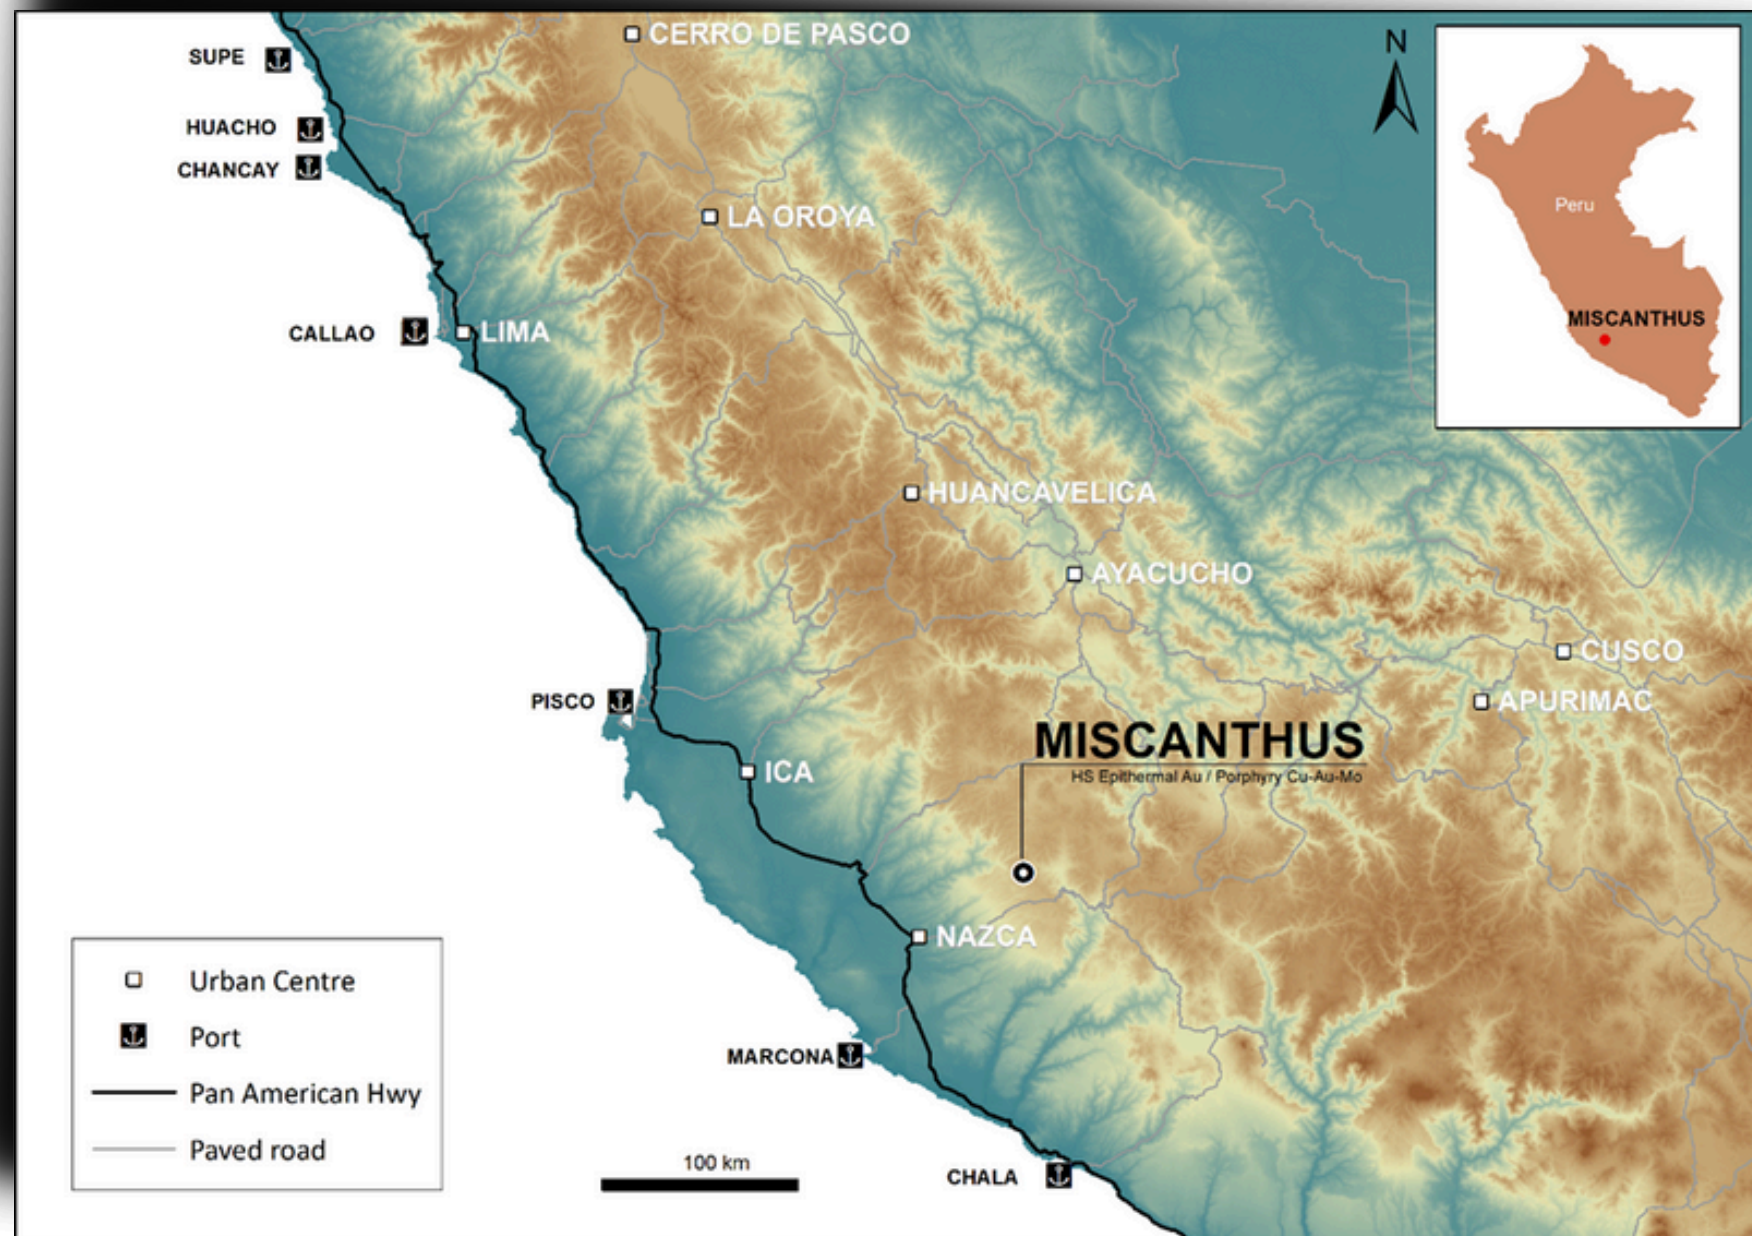 CERRO DE PASCO
SUPE
HUACHO
CHANCAY
LA OROYA
CALLAO
LIMA
N
Peru
MISCANTHUS
HUANCAVELICA
AYACUCHO
CUSCO
APURIMAC
PISCO
ICA
MISCANTHUS
HS Epithermal Au / Porphyry Cu-Au-Mo
NAZCA
MARCONA
CHALA
Urban Centre
Port
Pan American Hwy
Paved road
100 km